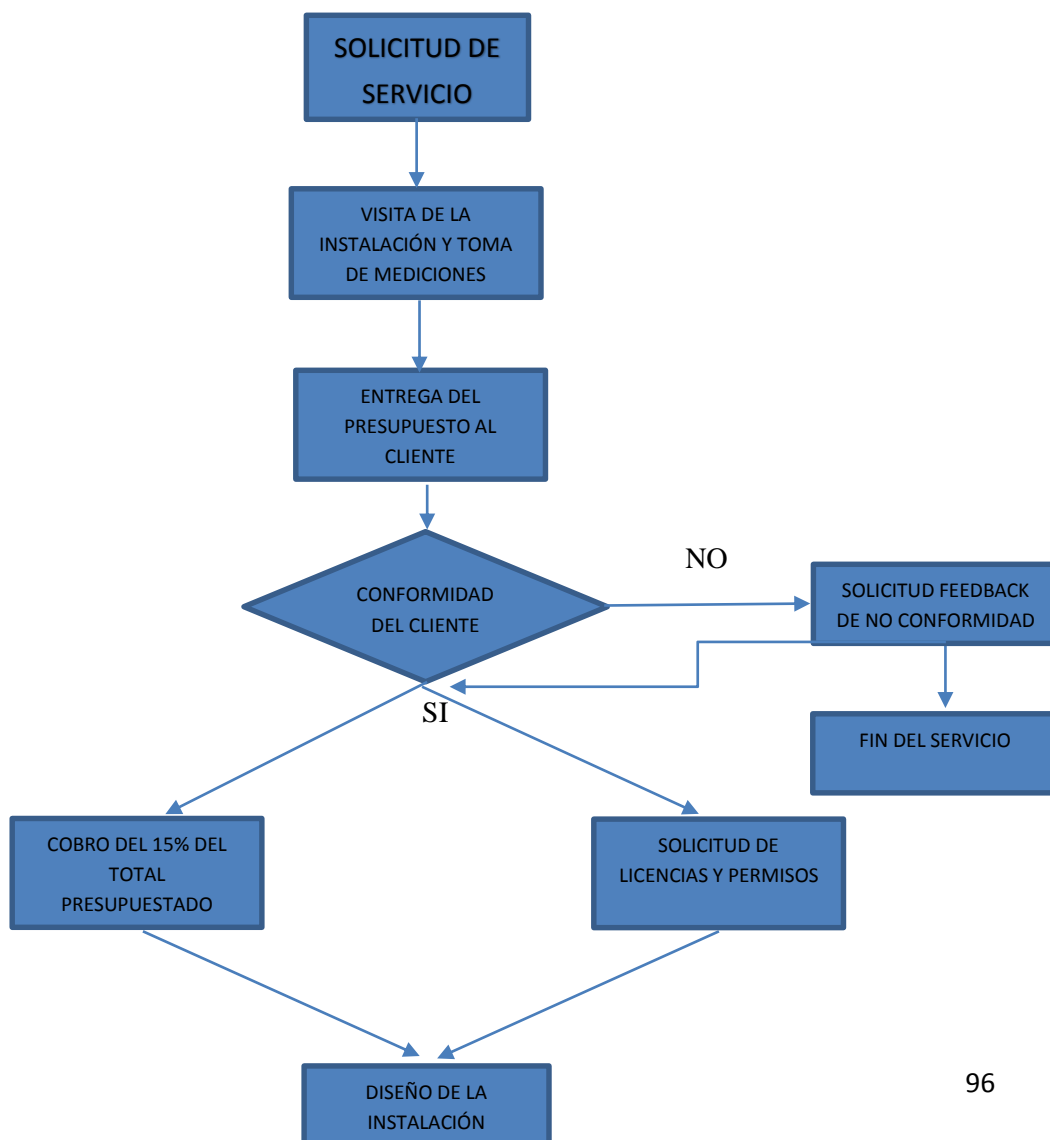 SOLICITUD DE
SERVICIO
VISITA DE LA
INSTALACIÓN Y TOMA
DE MEDICIONES
ENTREGA DEL
PRESUPUESTO AL
CLIENTE
CONFORMIDAD
DEL CLIENTE
NO
SOLICITUD FEEDBACK
DE NO CONFORMIDAD
SI
FIN DEL SERVICIO
COBRO DEL 15% DEL
TOTAL
PRESUPUESTADO
SOLICITUD DE
LICENCIAS Y PERMISOS
DISEÑO DE LA
INSTALACIÓN
96